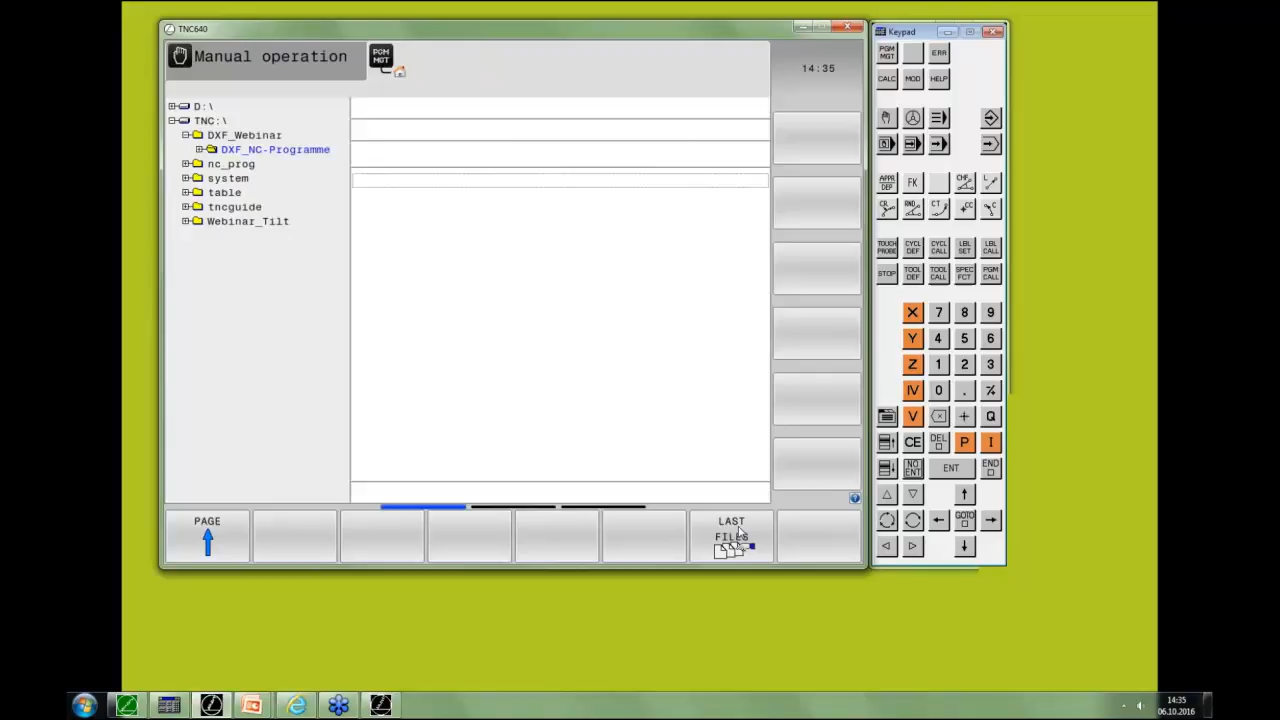 TNC640
Manual operation
PGM
MGT
14:35
D:\
TNC:\
DXF_Webinar
DXF_NC-Programme
nc_prog
system
table
tncguide
Webinar_Tilt
PAGE
LAST
FILES
Keypad
PGM
MGT
ERR
CALC
MOD
HELP
APPR
DEP
FK
CHF
L
CR
RND
CT
CC
C
TOUCH
PROBE
CYCL
DEF
CYCL
CALL
LBL
SET
LBL
CALL
STOP
TOOL
DEF
TOOL
CALL
SPEC
FCT
PGM
CALL
X 7 8 9
Y 4 5 6
Z 1 2 3
IV 0 .
V + Q
CE
DEL
P I
NO
ENT
ENT
END
GOTO
14:35
06.10.2016